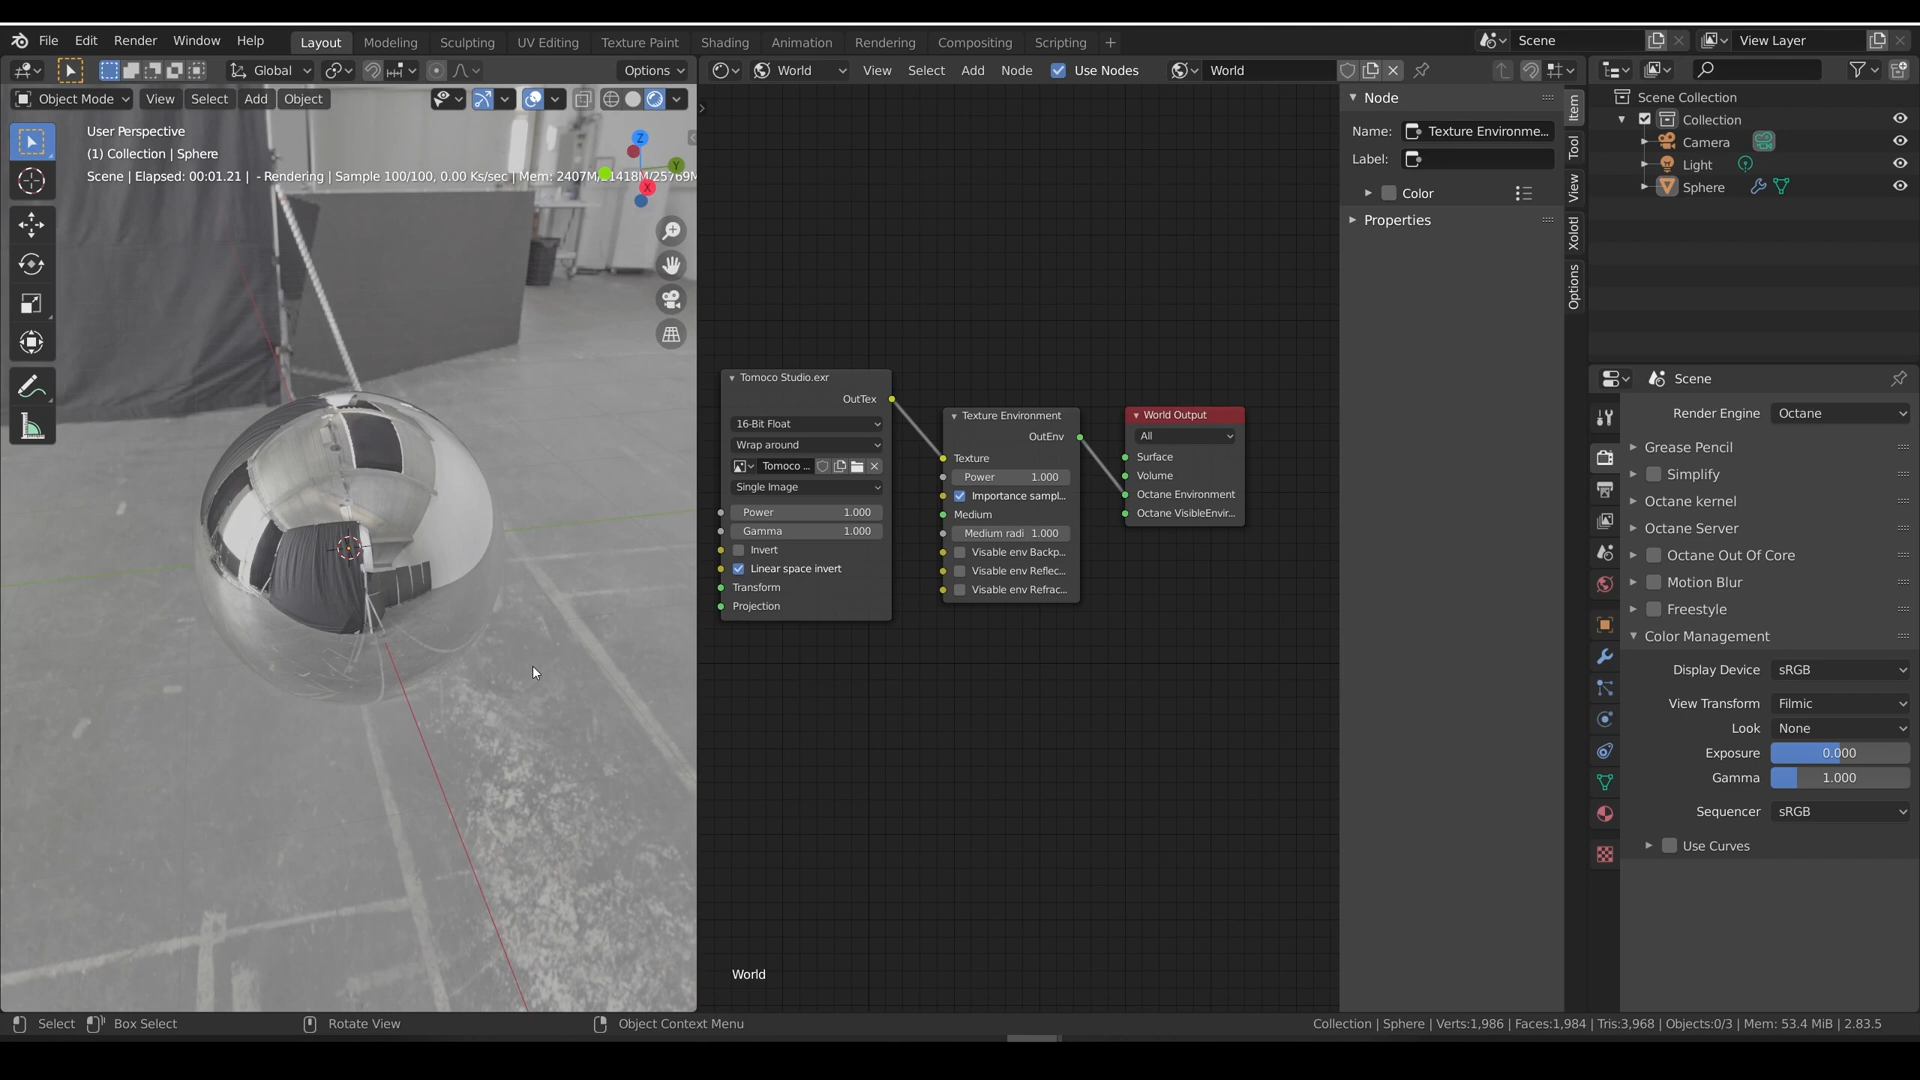 File Edit Render Window Help Layout Modeling Sculpting UV Editing Texture Paint Shading Animation Rendering Compositing Scripting + Scene View Layer
Global Options World View Select Add Node Use Nodes World
Object Mode View Select Add Object
User Perspective
(1) Collection | Sphere
Scene | Elapsed: 00:01.21 | - Rendering | Sample 100/100, 0.00 Ks/sec | Mem: 2407M/21418M/25769M
Z
Y
X
Tomoco Studio.exr
OutTex
16-Bit Float
Wrap around
Tomoco ...
Single Image
Power 1.000
Gamma 1.000
Invert
Linear space invert
Transform
Projection
Texture Environment
OutEnv
Texture
Power 1.000
Importance sampl...
Medium
Medium radi 1.000
Visable env Backp...
Visable env Reflec...
Visable env Refrac...
World Output
All
Surface
Volume
Octane Environment
Octane VisibleEnvir...
World
Node
Name: Texture Environme...
Label:
Color
Properties
Item
Tool
View
Xolotl
Options
Scene Collection
Collection
Camera
Light
Sphere
Scene
Render Engine Octane
Grease Pencil
Simplify
Octane kernel
Octane Server
Octane Out Of Core
Motion Blur
Freestyle
Color Management
Display Device sRGB
View Transform Filmic
Look None
Exposure 0.000
Gamma 1.000
Sequencer sRGB
Use Curves
Select Box Select Rotate View Object Context Menu Collection | Sphere | Verts:1,986 | Faces:1,984 | Tris:3,968 | Objects:0/3 | Mem: 53.4 MiB | 2.83.5